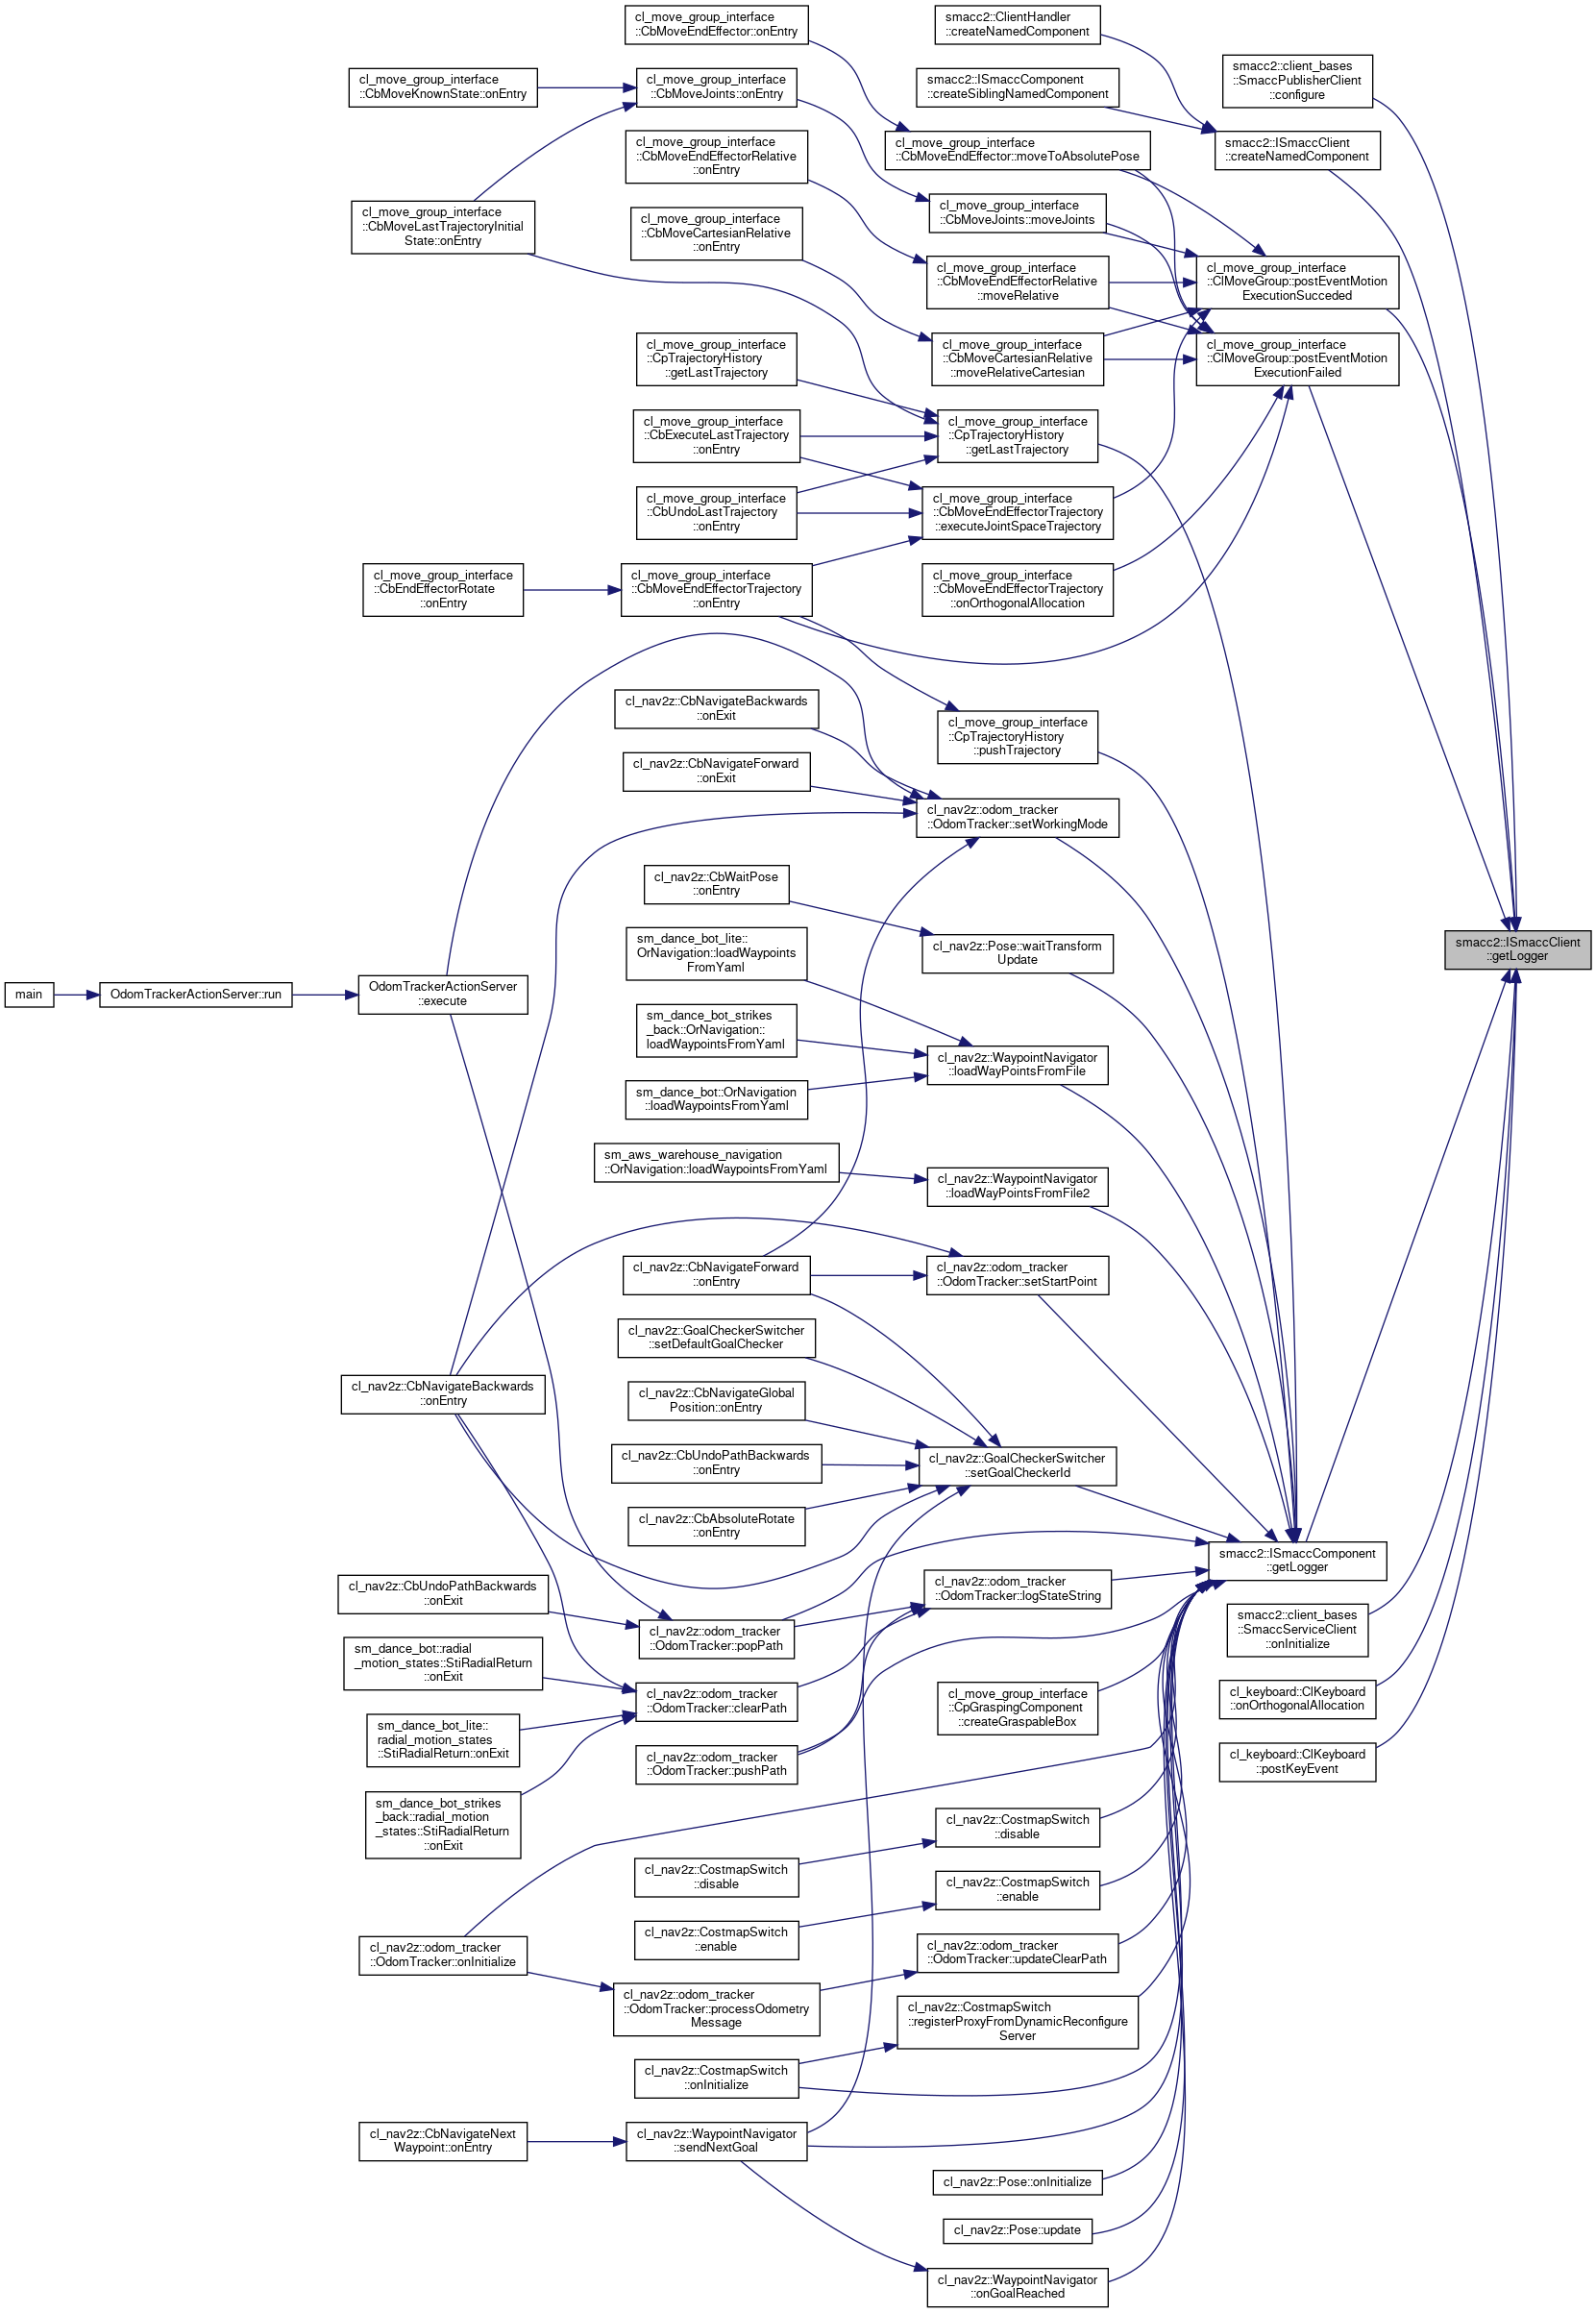 cl_move_group_interface
::CbMoveEndEffector::onEntry
smacc2::ClientHandler
::createNamedComponent
smacc2::client_bases
::SmaccPublisherClient
::configure
cl_move_group_interface
::CbMoveKnownState::onEntry
cl_move_group_interface
::CbMoveJoints::onEntry
smacc2::ISmaccComponent
::createSiblingNamedComponent
cl_move_group_interface
::CbMoveEndEffectorRelative
::onEntry
cl_move_group_interface
::CbMoveEndEffector::moveToAbsolutePose
smacc2::ISmaccClient
::createNamedComponent
cl_move_group_interface
::CbMoveLastTrajectoryInitial
State::onEntry
cl_move_group_interface
::CbMoveCartesianRelative
::onEntry
cl_move_group_interface
::CbMoveJoints::moveJoints
cl_move_group_interface
::CbMoveEndEffectorRelative
::moveRelative
cl_move_group_interface
::ClMoveGroup::postEventMotion
ExecutionSucceded
cl_move_group_interface
::CpTrajectoryHistory
::getLastTrajectory
cl_move_group_interface
::CbMoveCartesianRelative
::moveRelativeCartesian
cl_move_group_interface
::ClMoveGroup::postEventMotion
ExecutionFailed
cl_move_group_interface
::CbExecuteLastTrajectory
::onEntry
cl_move_group_interface
::CpTrajectoryHistory
::getLastTrajectory
cl_move_group_interface
::CbUndoLastTrajectory
::onEntry
cl_move_group_interface
::CbMoveEndEffectorTrajectory
::executeJointSpaceTrajectory
cl_move_group_interface
::CbEndEffectorRotate
::onEntry
cl_move_group_interface
::CbMoveEndEffectorTrajectory
::onEntry
cl_move_group_interface
::CbMoveEndEffectorTrajectory
::onOrthogonalAllocation
cl_nav2z::CbNavigateBackwards
::onExit
cl_move_group_interface
::CpTrajectoryHistory
::pushTrajectory
cl_nav2z::CbNavigateForward
::onExit
cl_nav2z::odom_tracker
::OdomTracker::setWorkingMode
cl_nav2z::CbWaitPose
::onEntry
sm_dance_bot_lite::
OrNavigation::loadWaypoints
FromYaml
cl_nav2z::Pose::waitTransform
Update
smacc2::ISmaccClient
::getLogger
main
OdomTrackerActionServer::run
OdomTrackerActionServer
::execute
sm_dance_bot_strikes
_back::OrNavigation::
loadWaypointsFromYaml
cl_nav2z::WaypointNavigator
::loadWayPointsFromFile
sm_dance_bot::OrNavigation
::loadWaypointsFromYaml
sm_aws_warehouse_navigation
::OrNavigation::loadWaypointsFromYaml
cl_nav2z::WaypointNavigator
::loadWayPointsFromFile2
cl_nav2z::CbNavigateForward
::onEntry
cl_nav2z::odom_tracker
::OdomTracker::setStartPoint
cl_nav2z::GoalCheckerSwitcher
::setDefaultGoalChecker
cl_nav2z::CbNavigateBackwards
::onEntry
cl_nav2z::CbNavigateGlobal
Position::onEntry
cl_nav2z::CbUndoPathBackwards
::onEntry
cl_nav2z::GoalCheckerSwitcher
::setGoalCheckerId
cl_nav2z::CbAbsoluteRotate
::onEntry
smacc2::ISmaccComponent
::getLogger
cl_nav2z::CbUndoPathBackwards
::onExit
cl_nav2z::odom_tracker
::OdomTracker::logStateString
smacc2::client_bases
::SmaccServiceClient
::onInitialize
cl_nav2z::odom_tracker
::OdomTracker::popPath
sm_dance_bot::radial
_motion_states::StiRadialReturn
::onExit
cl_nav2z::odom_tracker
::OdomTracker::clearPath
cl_move_group_interface
::CpGraspingComponent
::createGraspableBox
cl_keyboard::ClKeyboard
::onOrthogonalAllocation
sm_dance_bot_lite::
radial_motion_states
::StiRadialReturn::onExit
cl_nav2z::odom_tracker
::OdomTracker::pushPath
cl_keyboard::ClKeyboard
::postKeyEvent
sm_dance_bot_strikes
_back::radial_motion
_states::StiRadialReturn
::onExit
cl_nav2z::CostmapSwitch
::disable
cl_nav2z::CostmapSwitch
::disable
cl_nav2z::CostmapSwitch
::enable
cl_nav2z::CostmapSwitch
::enable
cl_nav2z::odom_tracker
::OdomTracker::onInitialize
cl_nav2z::odom_tracker
::OdomTracker::updateClearPath
cl_nav2z::odom_tracker
::OdomTracker::processOdometry
Message
cl_nav2z::CostmapSwitch
::registerProxyFromDynamicReconfigure
Server
cl_nav2z::CostmapSwitch
::onInitialize
cl_nav2z::CbNavigateNext
Waypoint::onEntry
cl_nav2z::WaypointNavigator
::sendNextGoal
cl_nav2z::Pose::onInitialize
cl_nav2z::Pose::update
cl_nav2z::WaypointNavigator
::onGoalReached